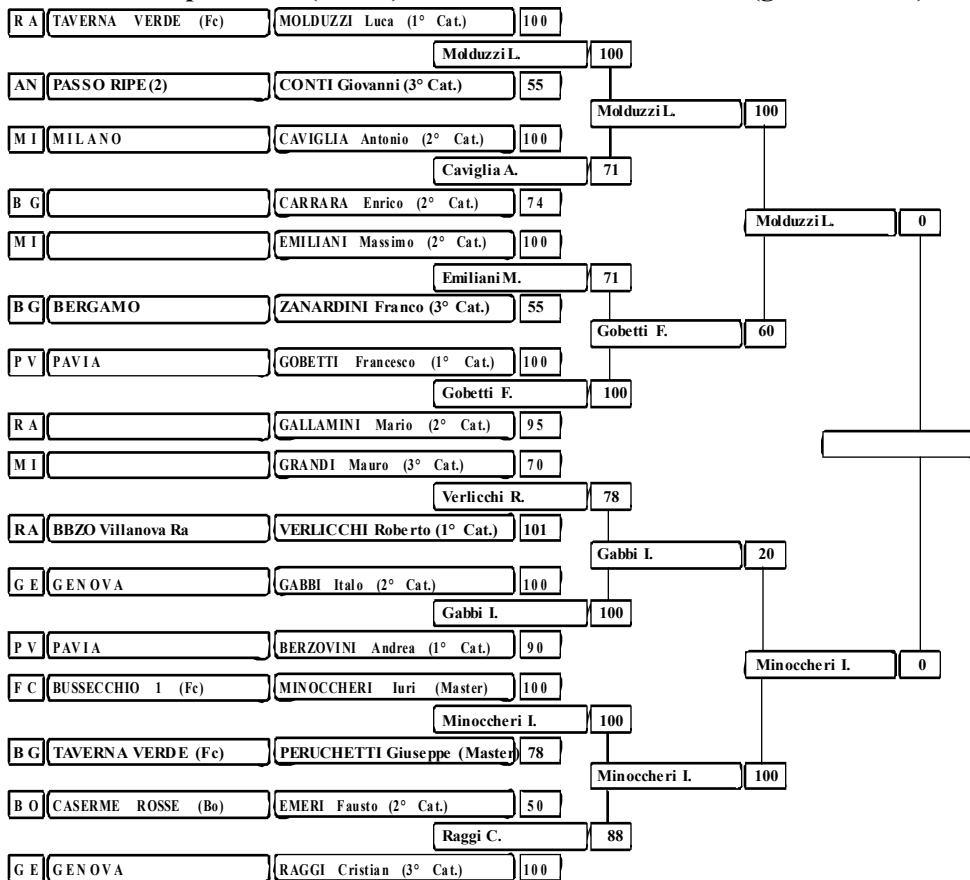 R A TAVERNA VERDE (Fc) MOLDUZZI Luca (1° Cat.) 100
Molduzzi L. 100
AN PASSO RIPE(2) CONTI Giovanni (3° Cat.) 55
Molduzzi L. 100
M I MILANO CAVIGLIA Antonio (2° Cat.) 100
Caviglia A. 71
B G CARRARA Enrico (2° Cat.) 74
Molduzzi L. 0
M I EMILIANI Massimo (2° Cat.) 100
Emiliani M. 71
B G BERGAMO ZANARDINI Franco (3° Cat.) 55
Gobetti F. 60
P V PAVIA GOBETTI Francesco (1° Cat.) 100
Gobetti F. 100
R A GALLAMINI Mario (2° Cat.) 95
M I GRANDI Mauro (3° Cat.) 70
Verlicchi R. 78
R A BBZO Villanova Ra VERLICCHI Roberto (1° Cat.) 101
Gabbi I. 20
G E GENOVA GABBI Italo (2° Cat.) 100
Gabbi I. 100
P V PAVIA BERZOVINI Andrea (1° Cat.) 90
Minoccheri I. 0
F C BUSSECCHIO 1 (Fc) MINOCCHERI Iuri (Master) 100
Minoccheri I. 100
B G TAVERNA VERDE (Fc) PERUCHETTI Giuseppe (Master) 78
Minoccheri I. 100
B O CASERME ROSSE (Bo) EMERI Fausto (2° Cat.) 50
Raggi C. 88
G E GENOVA RAGGI Cristian (3° Cat.) 100